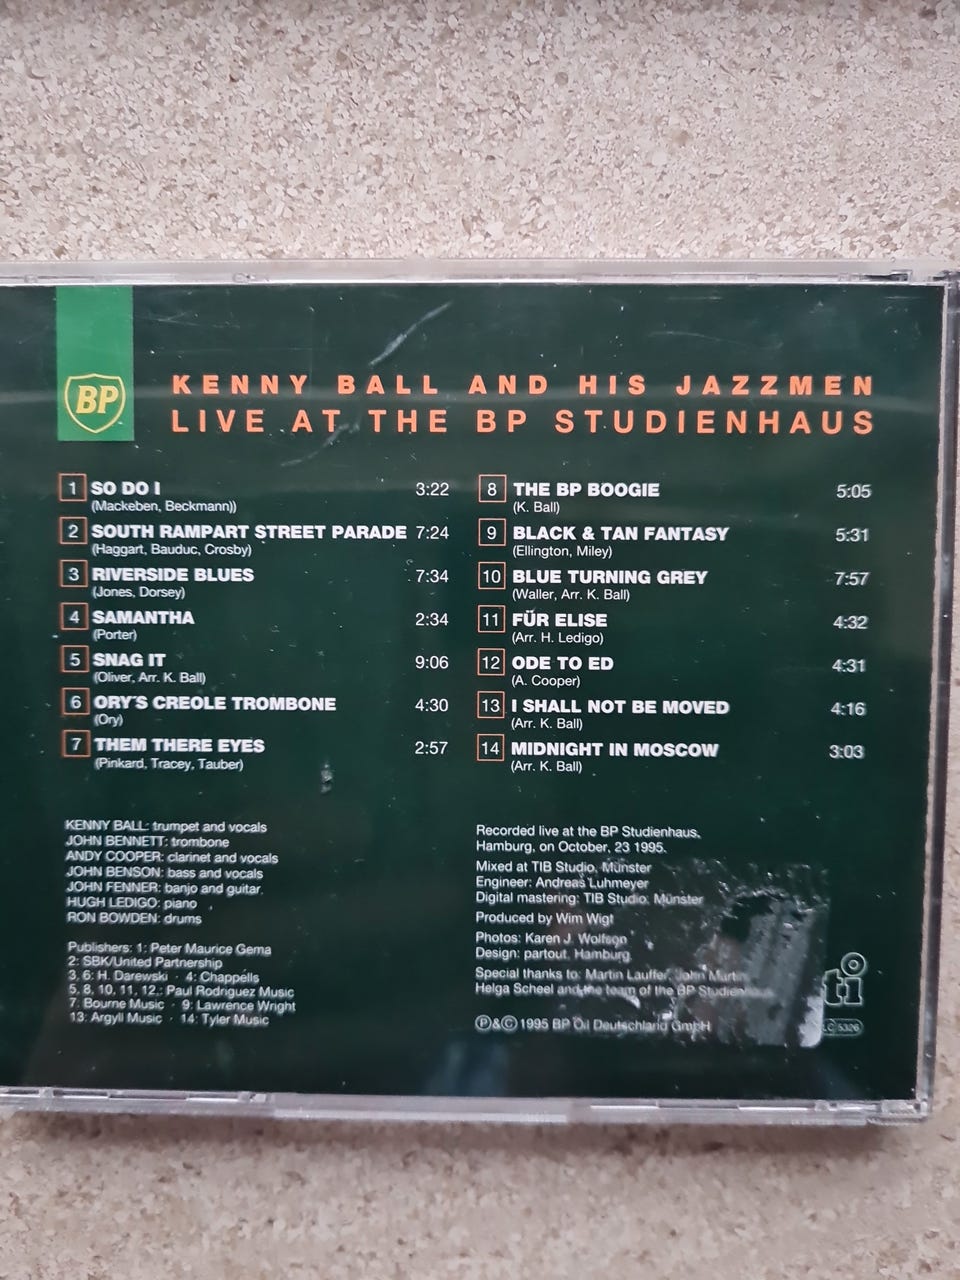 BP
KENNY BALL AND HIS JAZZMEN
LIVE AT THE BP STUDIENHAUS
1 SO DO I 3:22
(Mackeben, Beckmann))
2 SOUTH RAMPART STREET PARADE 7:24
(Haggart, Bauduc, Crosby)
3 RIVERSIDE BLUES 7:34
(Jones, Dorsey)
4 SAMANTHA 2:34
(Porter)
5 SNAG IT 9:06
(Oliver, Arr. K. Ball)
6 ORY'S CREOLE TROMBONE 4:30
(Ory)
7 THEM THERE EYES 2:57
(Pinkard, Tracey, Tauber)
8 THE BP BOOGIE 5:05
(K. Ball)
9 BLACK & TAN FANTASY 5:31
(Ellington, Miley)
10 BLUE TURNING GREY 7:57
(Waller, Arr. K. Ball)
11 FÜR ELISE 4:32
(Arr. H. Ledigo)
12 ODE TO ED 4:31
(A. Cooper)
13 I SHALL NOT BE MOVED 4:16
(Arr. K. Ball)
14 MIDNIGHT IN MOSCOW 3:03
(Arr. K. Ball)
KENNY BALL: trumpet and vocals
JOHN BENNETT: trombone
ANDY COOPER: clarinet and vocals
JOHN BENSON: bass and vocals
JOHN FENNER: banjo and guitar.
HUGH LEDIGO: piano
RON BOWDEN: drums
Publishers: 1: Peter Maurice Gema
2: SBK/United Partnership
3, 6: H. Darewski · 4: Chappells
5, 8, 10, 11, 12,: Paul Rodriguez Music
7: Bourne Music · 9: Lawrence Wright
13: Argyll Music · 14: Tyler Music
Recorded live at the BP Studienhaus,
Hamburg, on October, 23 1995.
Mixed at TIB Studio, Münster
Engineer: Andreas Luhmeyer
Digital mastering: TIB Studio, Münster
Produced by Wim Wigt
Photos: Karen J. Wolfson
Design: partout, Hamburg
Special thanks to: Martin Lauffer, John Martin,
Helga Scheel and the team of the BP Studienhaus
℗&© 1995 BP Oil Deutschland GmbH
ti
LC 5326